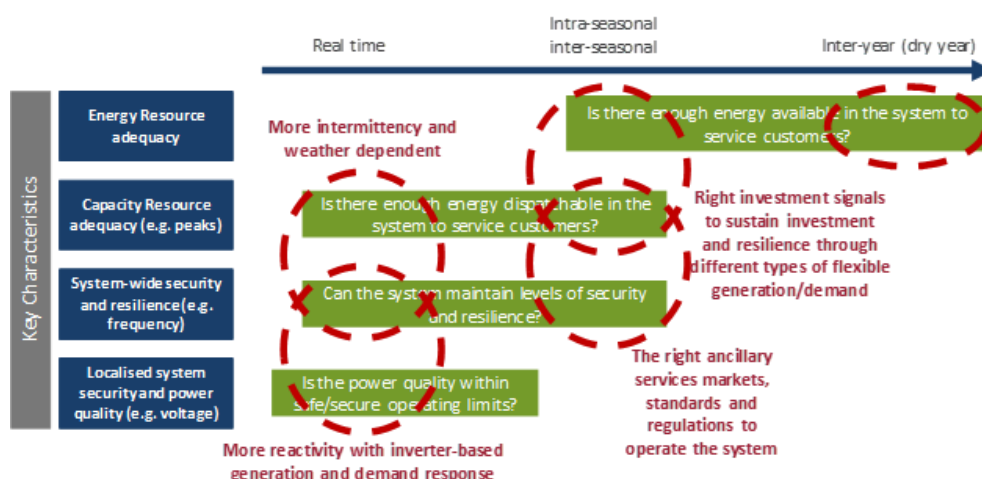 Real time
Intra-seasonal
inter-seasonal
Inter-year (dry year)
Key Characteristics
Energy Resource
adequacy
Is there enough energy available in the system to
service customers?
More intermittency and
weather dependent
Capacity Resource
adequacy (e.g. peaks)
Is there enough energy dispatchable in the
system to service customers?
Right investment signals
to sustain investment
and resilience through
different types of flexible
generation/demand
System-wide security
and resilience (e.g.
frequency)
Can the system maintain levels of security
and resilience?
Localised system
security and power
quality (e.g. voltage)
Is the power quality within
safe/secure operating limits?
The right ancillary
services markets,
standards and
regulations to
operate the system
More reactivity with inverter-based
generation and demand response